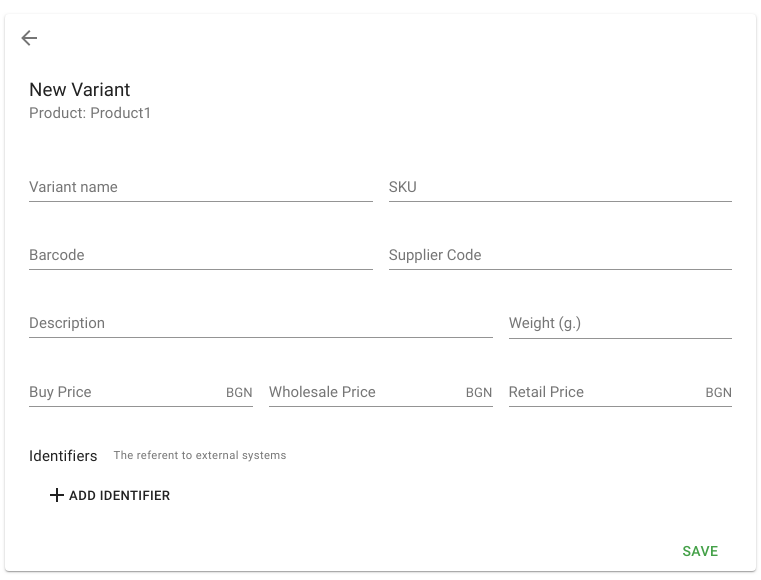 New Variant
Product: Product1
Variant name SKU
Barcode Supplier Code
Description Weight (g.)
Buy Price BGN Wholesale Price BGN Retail Price BGN
Identifiers The referent to external systems
ADD IDENTIFIER
SAVE